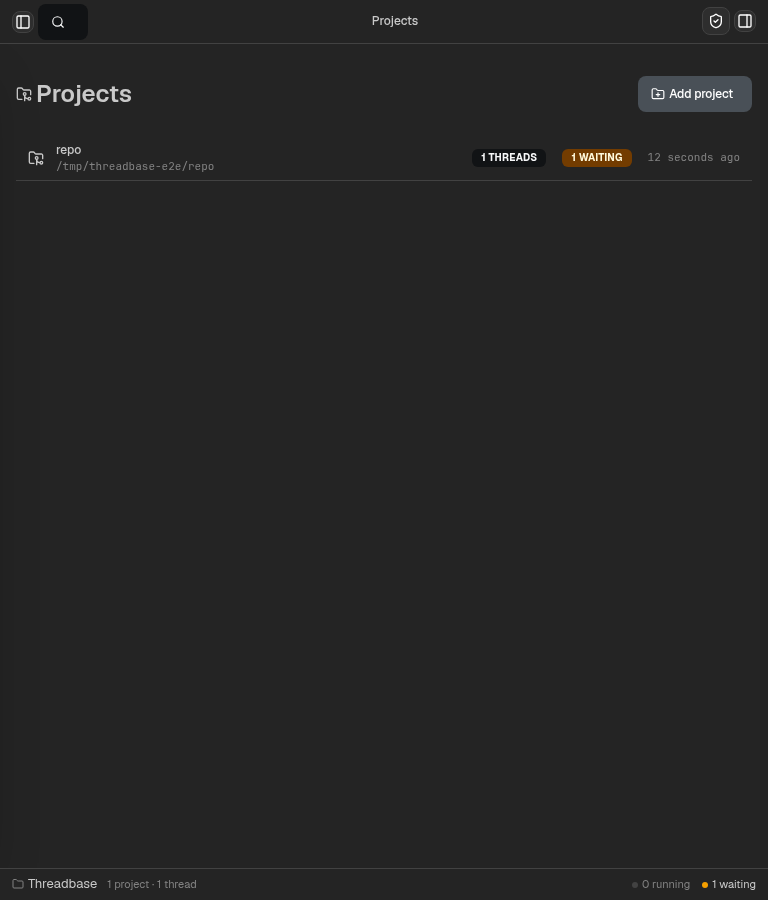 Projects
Projects
Add project
repo
/tmp/threadbase-e2e/repo
1 THREADS
1 WAITING
12 seconds ago
Threadbase
1 project · 1 thread
0 running
1 waiting